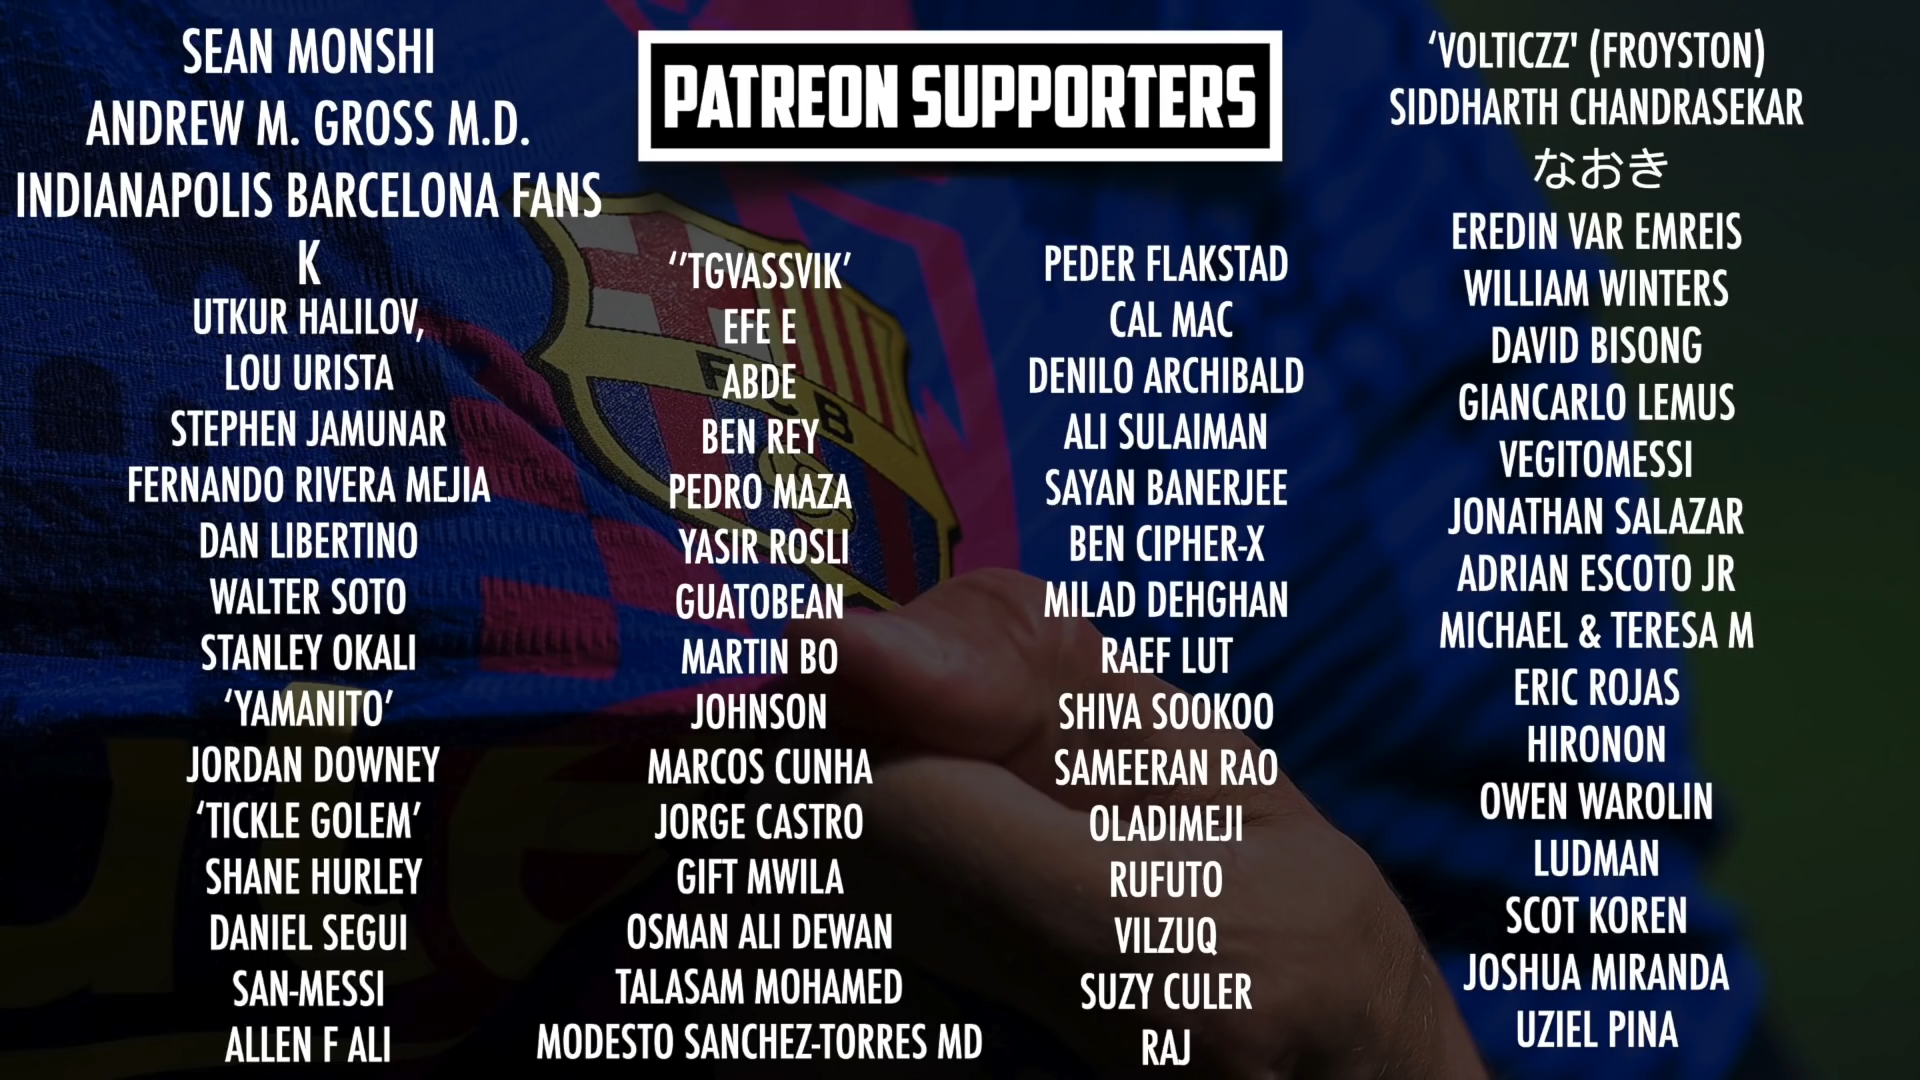 SEAN MONSHI
ANDREW M. GROSS M.D.
INDIANAPOLIS BARCELONA FANS
K
UTKUR HALILOV,
LOU URISTA
STEPHEN JAMUNAR
FERNANDO RIVERA MEJIA
DAN LIBERTINO
WALTER SOTO
STANLEY OKALI
‘YAMANITO’
JORDAN DOWNEY
‘TICKLE GOLEM’
SHANE HURLEY
DANIEL SEGUI
SAN-MESSI
ALLEN F ALI
PATREON SUPPORTERS
‘’TGVASSVIK’
EFE E
ABDE
BEN REY
PEDRO MAZA
YASIR ROSLI
GUATOBEAN
MARTIN BO
JOHNSON
MARCOS CUNHA
JORGE CASTRO
GIFT MWILA
OSMAN ALI DEWAN
TALASAM MOHAMED
MODESTO SANCHEZ-TORRES MD
PEDER FLAKSTAD
CAL MAC
DENILO ARCHIBALD
ALI SULAIMAN
SAYAN BANERJEE
BEN CIPHER-X
MILAD DEHGHAN
RAEF LUT
SHIVA SOOKOO
SAMEERAN RAO
OLADIMEJI
RUFUTO
VILZUQ
SUZY CULER
RAJ
‘VOLTICZZ' (FROYSTON)
SIDDHARTH CHANDRASEKAR
なおき
EREDIN VAR EMREIS
WILLIAM WINTERS
DAVID BISONG
GIANCARLO LEMUS
VEGITOMESSI
JONATHAN SALAZAR
ADRIAN ESCOTO JR
MICHAEL & TERESA M
ERIC ROJAS
HIRONON
OWEN WAROLIN
LUDMAN
SCOT KOREN
JOSHUA MIRANDA
UZIEL PINA
F C B